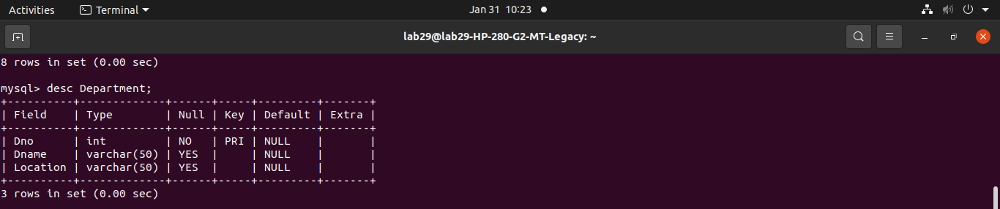 Activities Terminal Jan 31 10:23
lab29@lab29-HP-280-G2-MT-Legacy: ~
8 rows in set (0.00 sec)
mysql> desc Department;
+----------+-------------+------+-----+---------+-------+
| Field    | Type        | Null | Key | Default | Extra |
+----------+-------------+------+-----+---------+-------+
| Dno      | int         | NO   | PRI | NULL    |       |
| Dname    | varchar(50) | YES  |     | NULL    |       |
| Location | varchar(50) | YES  |     | NULL    |       |
+----------+-------------+------+-----+---------+-------+
3 rows in set (0.00 sec)